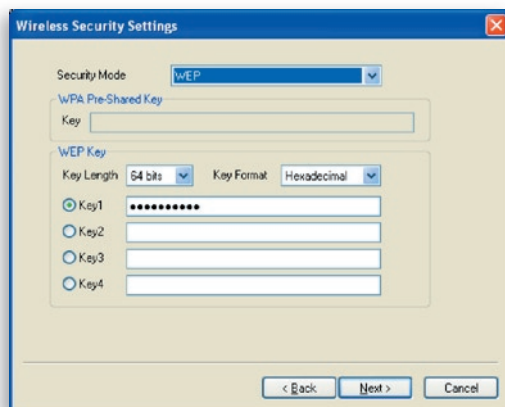 Wireless Security Settings
Security Mode WEP
WPA Pre-Shared Key
Key
WEP Key
Key Length 64 bits Key Format Hexadecimal
Key1 ••••••••••
Key2
Key3
Key4
< Back Next > Cancel